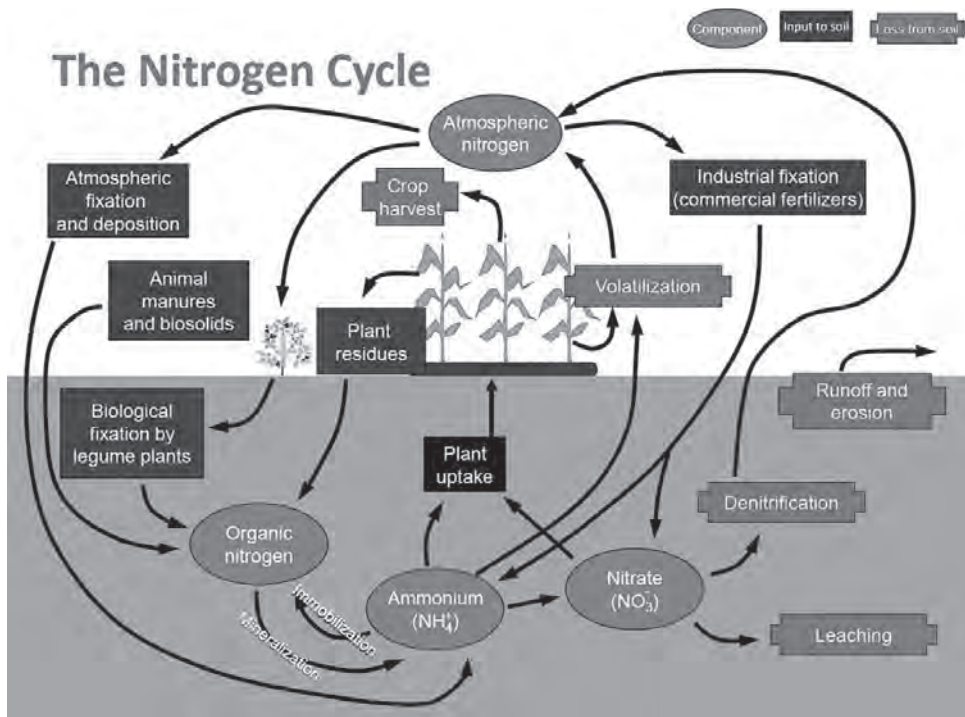 Component
Input to soil
Loss from soil
The Nitrogen Cycle
Atmospheric
nitrogen
Atmospheric
fixation
and deposition
Crop
harvest
Industrial fixation
(commercial fertilizers)
Animal
manures
and biosolids
Volatilization
Plant
residues
Runoff and
erosion
Biological
fixation by
legume plants
Plant
uptake
Denitrification
Organic
nitrogen
Immobilization
Mineralization
Ammonium
(NH₄⁺)
Nitrate
(NO₃⁻)
Leaching